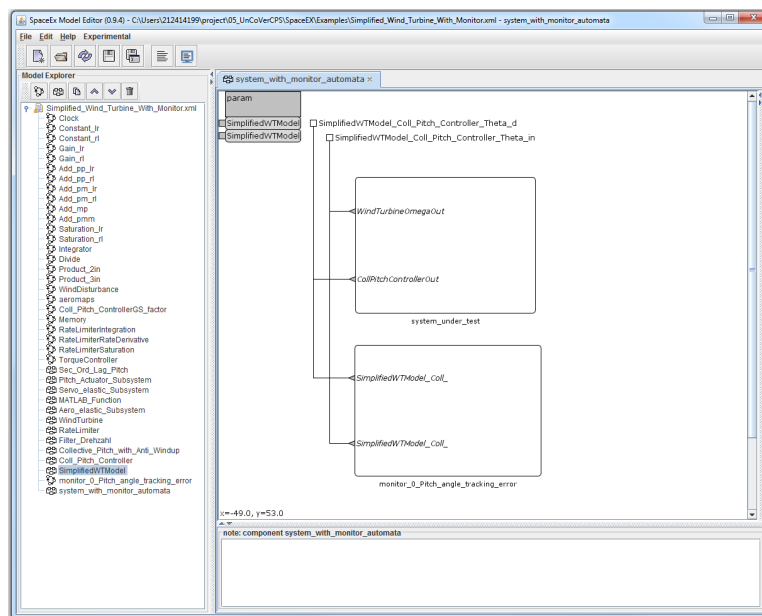 SpaceEx Model Editor (0.9.4) - C:\Users\212414199\project\05_UnCoVerCPS\SpaceEX\Examples\Simplified_Wind_Turbine_With_Monitor.xml - system_with_monitor_automata
File Edit Help Experimental
Model Explorer
Simplified_Wind_Turbine_With_Monitor.xml
Clock
Constant_lr
Constant_rl
Gain_lr
Gain_rl
Add_pp_lr
Add_pp_rl
Add_pm_lr
Add_pm_rl
Add_mp
Add_pmm
Saturation_lr
Saturation_rl
Integrator
Divide
Product_2in
Product_3in
WindDisturbance
aeromaps
Coll_Pitch_ControllerGS_factor
Memory
RateLimiterIntegration
RateLimiterRateDerivative
RateLimiterSaturation
TorqueController
Sec_Ord_Lag_Pitch
Pitch_Actuator_Subsystem
Servo_elastic_Subsystem
MATLAB_Function
Aero_elastic_Subsystem
WindTurbine
RateLimiter
Filter_Drehzahl
Collective_Pitch_with_Anti_Windup
Coll_Pitch_Controller
SimplifiedWTModel
monitor_0_Pitch_angle_tracking_error
system_with_monitor_automata
system_with_monitor_automata ×
param
SimplifiedWTModel
SimplifiedWTModel
SimplifiedWTModel_Coll_Pitch_Controller_Theta_d
SimplifiedWTModel_Coll_Pitch_Controller_Theta_in
WindTurbineOmegaOut
CollPitchControllerOut
system_under_test
SimplifiedWTModel_Coll_
SimplifiedWTModel_Coll_
monitor_0_Pitch_angle_tracking_error
x=-49.0, y=53.0
note: component system_with_monitor_automata